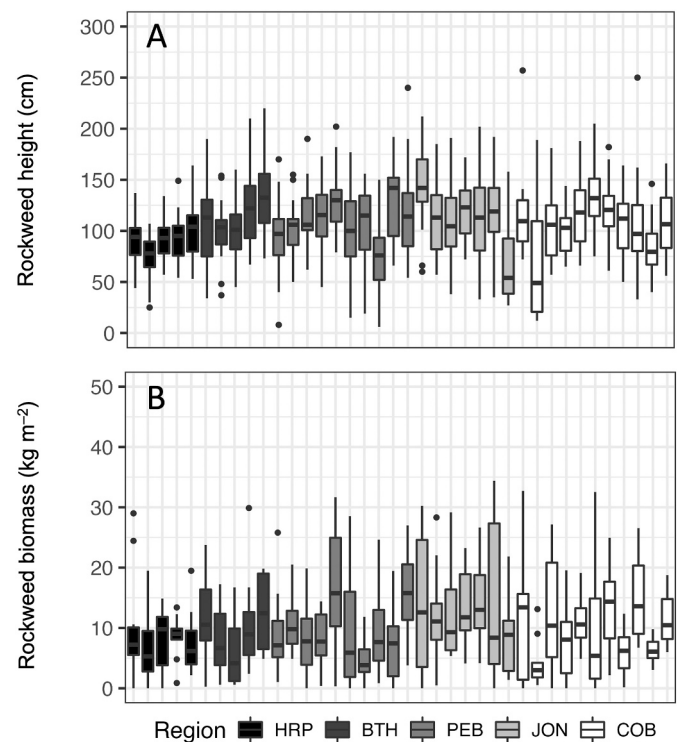 A
Rockweed height (cm)
300
250
200
150
100
50
0
B
Rockweed biomass (kg m⁻²)
50
40
30
20
10
0
Region HRP BTH PEB JON COB